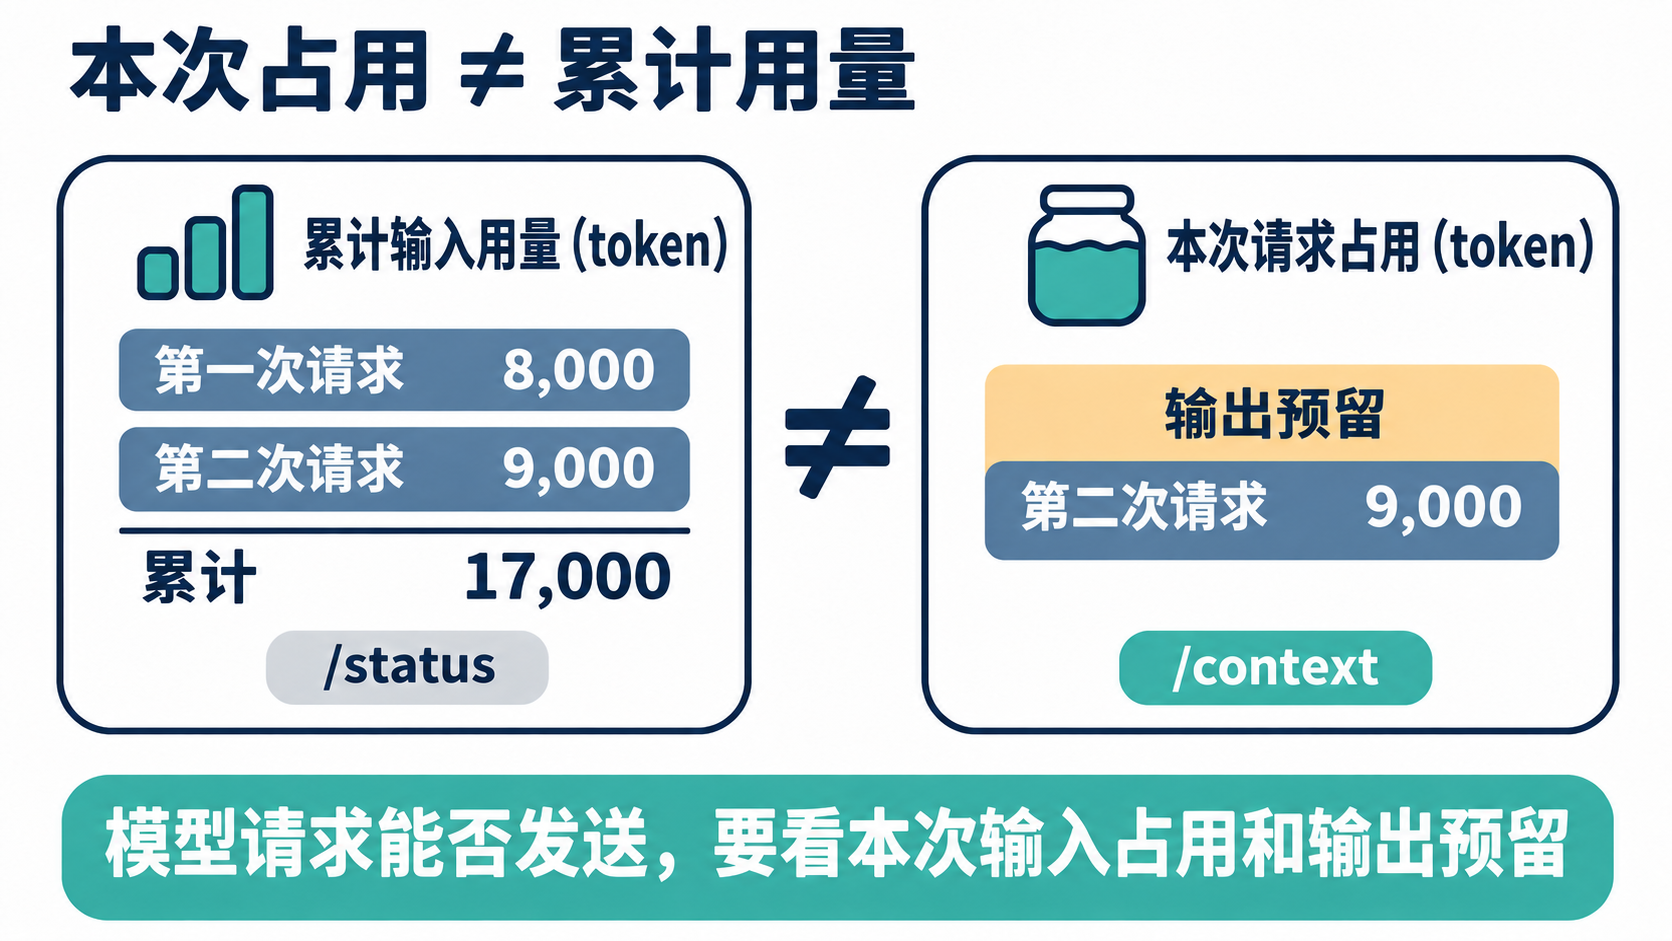 本次占用 ≠ 累计用量
累计输入用量 (token)
第一次请求 8,000
第二次请求 9,000
累计 17,000
/status
≠
本次请求占用 (token)
输出预留
第二次请求 9,000
/context
模型请求能否发送，要看本次输入占用和输出预留